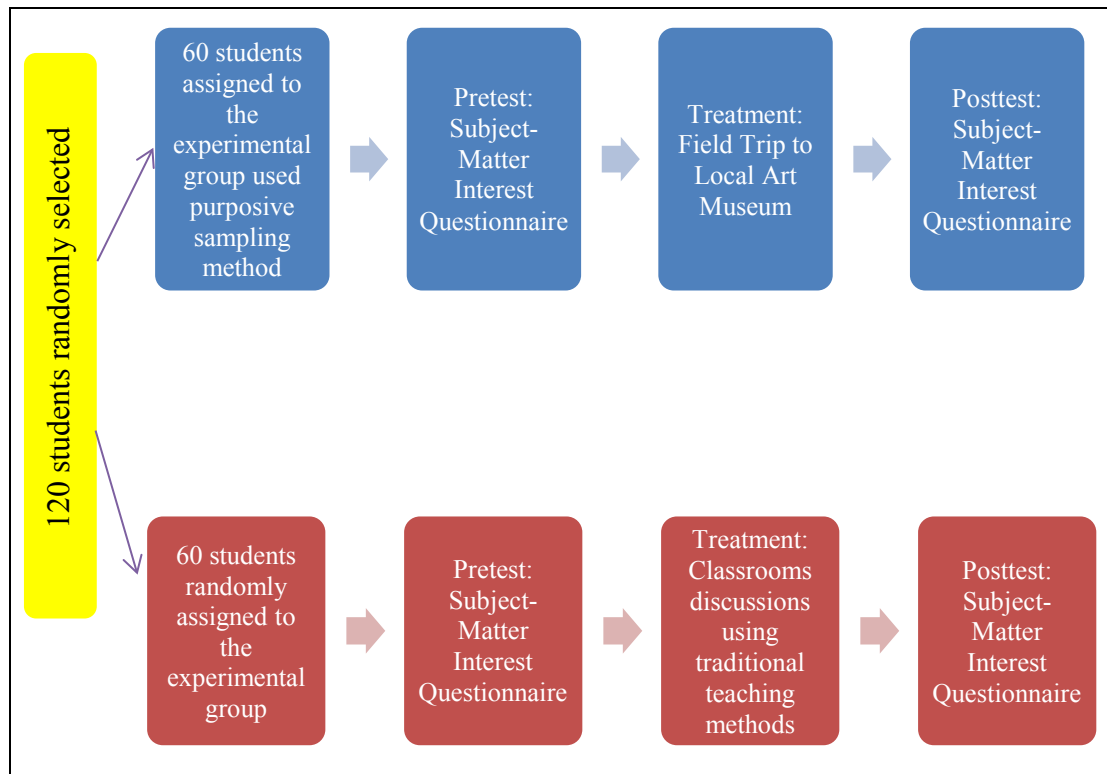 120 students randomly selected
60 students
assigned to
the
experimental
group used
purposive
sampling
method
Pretest:
Subject-
Matter
Interest
Questionnaire
Treatment:
Field Trip to
Local Art
Museum
Posttest:
Subject-
Matter
Interest
Questionnaire
60 students
randomly
assigned to
the
experimental
group
Pretest:
Subject-
Matter
Interest
Questionnaire
Treatment:
Classrooms
discussions
using
traditional
teaching
methods
Posttest:
Subject-
Matter
Interest
Questionnaire